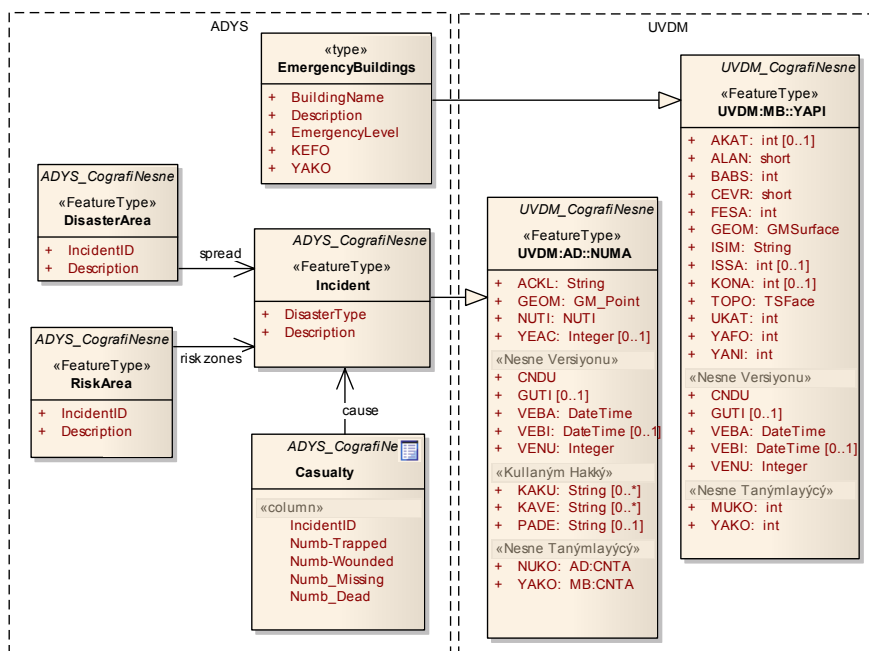 ADYS
UVDM
«type»
EmergencyBuildings
+ BuildingName
+ Description
+ EmergencyLevel
+ KEFO
+ YAKO
UVDM_CografiNesne
«FeatureType»
UVDM:MB::YAPI
+ AKAT: int [0..1]
+ ALAN: short
+ BABS: int
+ CEVR: short
+ FESA: int
+ GEOM: GMSurface
+ ISIM: String
+ ISSA: int [0..1]
+ KONA: int [0..1]
+ TOPO: TSFace
+ UKAT: int
+ YAFO: int
+ YANI: int
«Nesne Versiyonu»
+ CNDU
+ GUTI [0..1]
+ VEBA: DateTime
+ VEBI: DateTime [0..1]
+ VENU: Integer
«Nesne Tanýmlayýcý»
+ MUKO: int
+ YAKO: int
ADYS_CografiNesne
«FeatureType»
DisasterArea
+ IncidentID
+ Description
spread
ADYS_CografiNesne
«FeatureType»
Incident
+ DisasterType
+ Description
UVDM_CografiNesne
«FeatureType»
UVDM:AD::NUMA
+ ACKL: String
+ GEOM: GM_Point
+ NUTI: NUTI
+ YEAC: Integer [0..1]
«Nesne Versiyonu»
+ CNDU
+ GUTI [0..1]
+ VEBA: DateTime
+ VEBI: DateTime [0..1]
+ VENU: Integer
«Kullaným Hakký»
+ KAKU: String [0..*]
+ KAVE: String [0..*]
+ PADE: String [0..1]
«Nesne Tanýmlayýcý»
+ NUKO: AD:CNTA
+ YAKO: MB:CNTA
ADYS_CografiNesne
«FeatureType»
RiskArea
+ IncidentID
+ Description
risk zones
cause
ADYS_CografiNe
Casualty
«column»
IncidentID
Numb-Trapped
Numb-Wounded
Numb_Missing
Numb_Dead